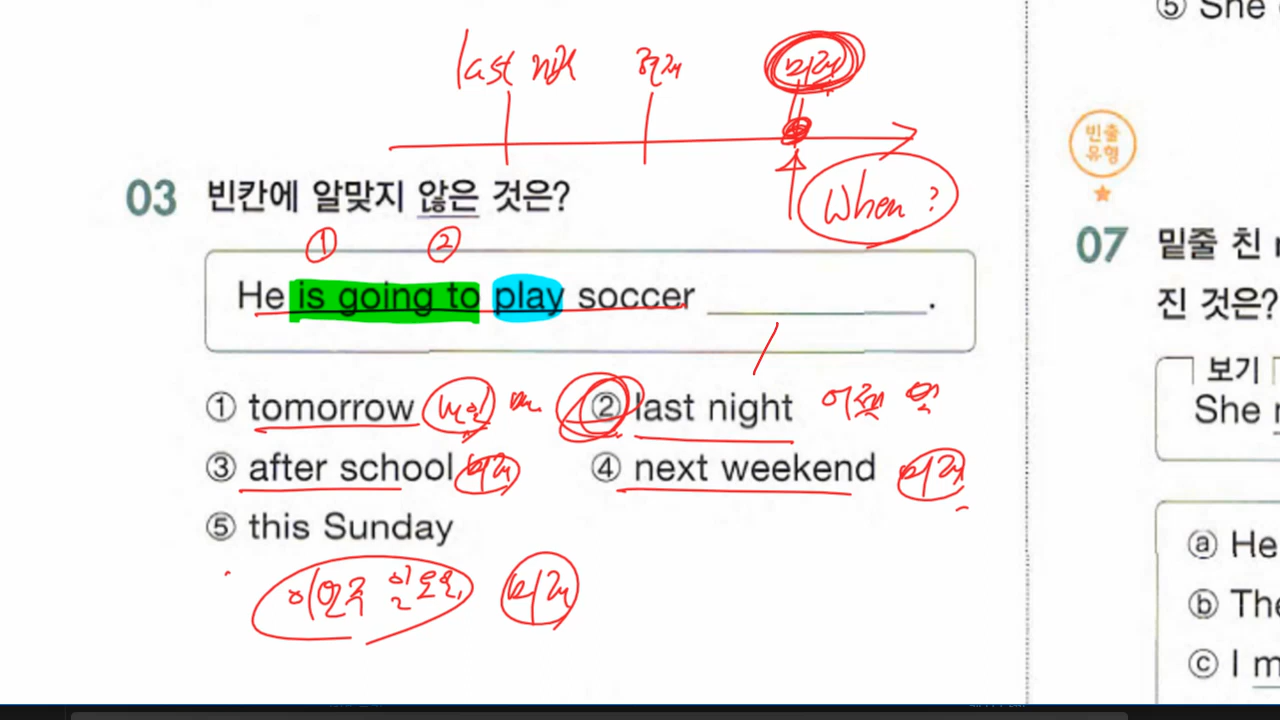 ⑤ She
last 현재 미래
When?
빈출
유형
03 빈칸에 알맞지 않은 것은?
① ②
He is going to play soccer ____________.
① tomorrow 내일 ② last night 어젯 밤
③ after school 미래 ④ next weekend 미래
⑤ this Sunday
이번주 일요일 미래
07 밑줄 친
진 것은?
보기
She
ⓐ He
ⓑ The
ⓒ I m